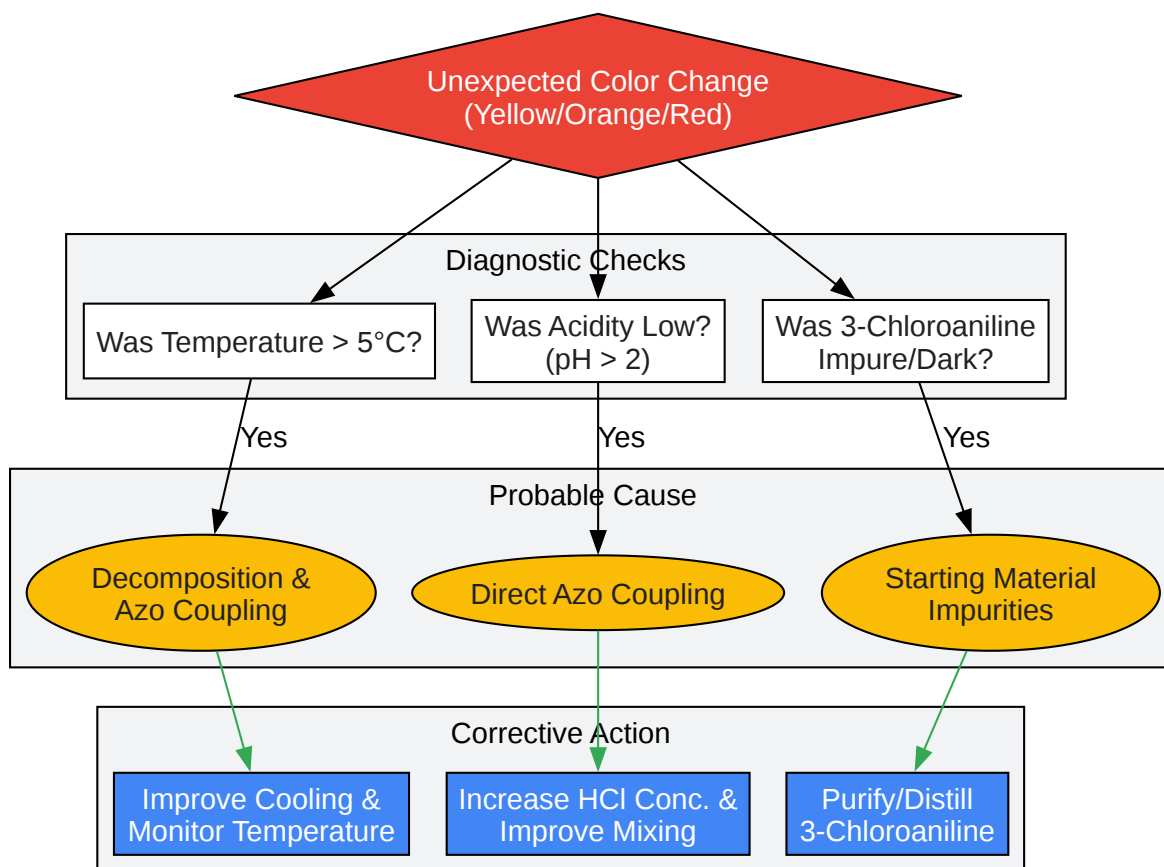 Unexpected Color Change
(Yellow/Orange/Red)
Diagnostic Checks
Was Temperature > 5°C?
Was Acidity Low?
(pH > 2)
Was 3-Chloroaniline
Impure/Dark?
Yes
Yes
Yes
Probable Cause
Decomposition &
Azo Coupling
Direct Azo Coupling
Starting Material
Impurities
Corrective Action
Improve Cooling &
Monitor Temperature
Increase HCl Conc. &
Improve Mixing
Purify/Distill
3-Chloroaniline